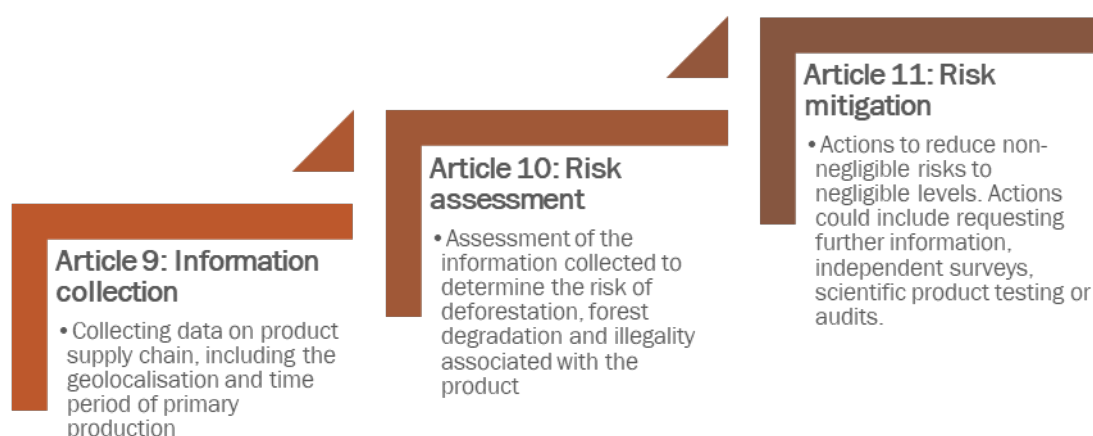 Article 9: Information
collection
•Collecting data on product
supply chain, including the
geolocalisation and time
period of primary
production
Article 10: Risk
assessment
•Assessment of the
information collected to
determine the risk of
deforestation, forest
degradation and illegality
associated with the
product
Article 11: Risk
mitigation
•Actions to reduce non-
negligible risks to
negligible levels. Actions
could include requesting
further information,
independent surveys,
scientific product testing or
audits.